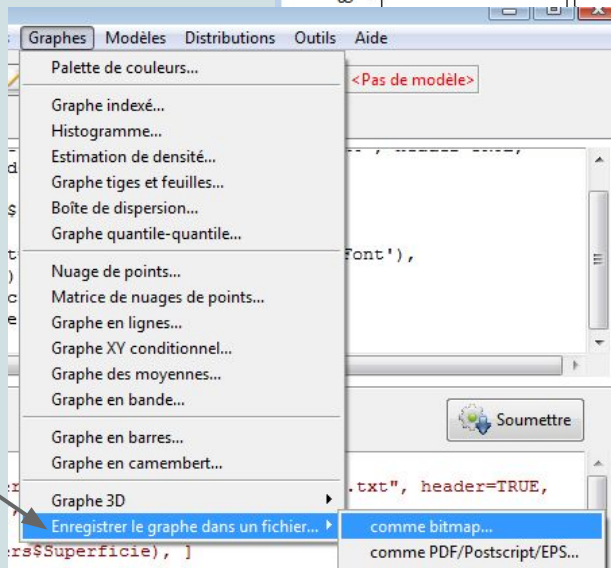 Graphes Modèles Distributions Outils Aide
Palette de couleurs...
<Pas de modèle>
Graphe indexé...
Histogramme...
Estimation de densité...
Graphe tiges et feuilles...
Boîte de dispersion...
Graphe quantile-quantile...
Font'),
Nuage de points...
Matrice de nuages de points...
Graphe en lignes...
Graphe XY conditionnel...
Graphe des moyennes...
Graphe en bande...
Graphe en barres...
Soumettre
Graphe en camembert...
Graphe 3D
.txt", header=TRUE,
Enregistrer le graphe dans un fichier...
comme bitmap...
rs$Superficie), ]
comme PDF/Postscript/EPS...